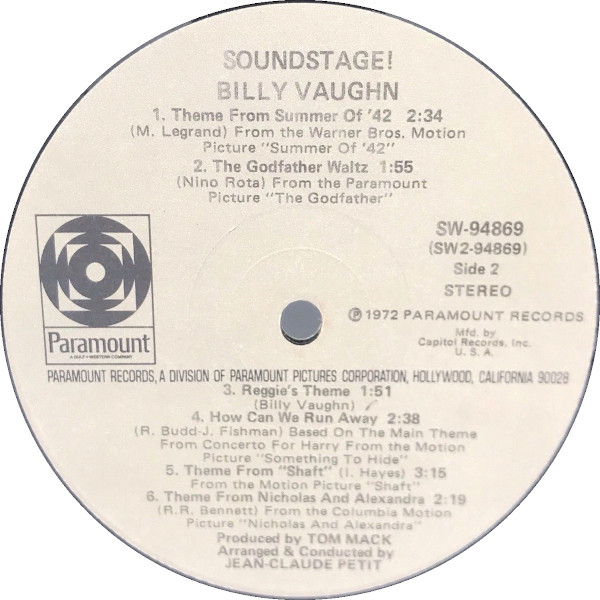 SOUNDSTAGE!
BILLY VAUGHN
1. Theme From Summer Of '42 2:34
(M. Legrand) From the Warner Bros. Motion
Picture "Summer Of '42"
2. The Godfather Waltz 1:55
(Nino Rota) From the Paramount
Picture "The Godfather"
SW-94869
(SW2-94869)
Side 2
STEREO
Paramount
A GULF+WESTERN COMPANY
Ⓟ 1972 PARAMOUNT RECORDS
Mfd. by
Capitol Records, Inc.
U. S. A.
PARAMOUNT RECORDS, A DIVISION OF PARAMOUNT PICTURES CORPORATION, HOLLYWOOD, CALIFORNIA 90028
3. Reggie's Theme 1:51
(Billy Vaughn)
4. How Can We Run Away 2:38
(R. Budd-J. Fishman) Based On The Main Theme
From Concerto For Harry From the Motion
Picture "Something To Hide"
5. Theme From "Shaft" (I. Hayes) 3:15
From the Motion Picture "Shaft"
6. Theme From Nicholas And Alexandra 2:19
(R.R. Bennett) From the Columbia Motion
Picture "Nicholas And Alexandra"
Produced by TOM MACK
Arranged & Conducted by
JEAN-CLAUDE PETIT